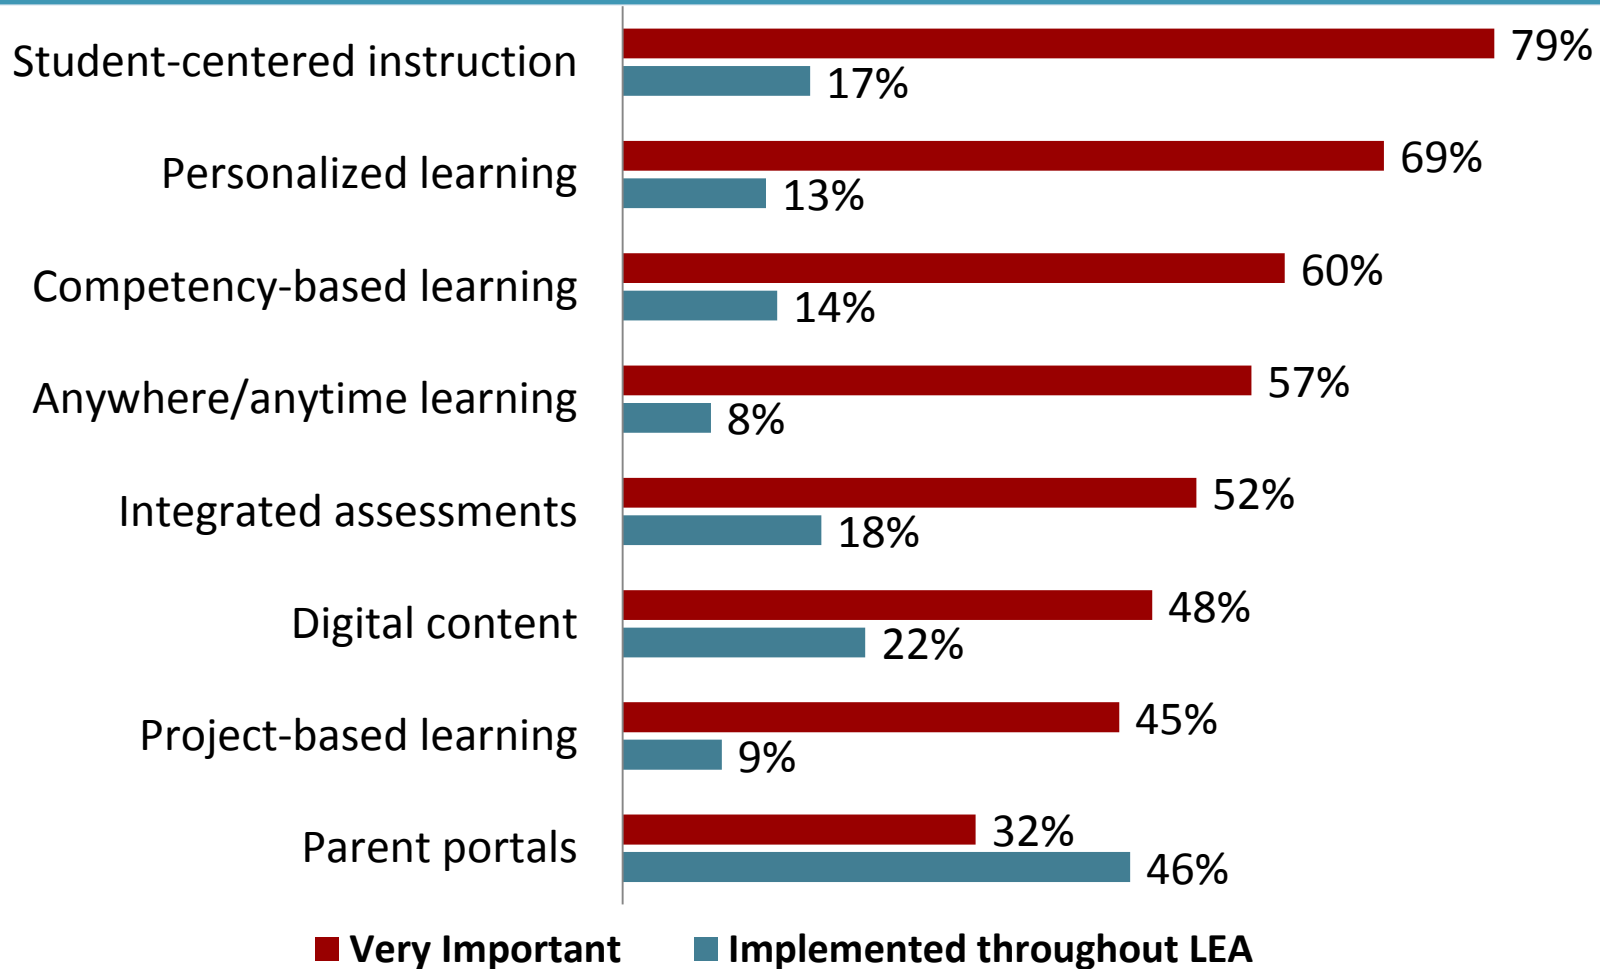 Student-centered instruction
79%
17%
Personalized learning
69%
13%
Competency-based learning
60%
14%
Anywhere/anytime learning
57%
8%
Integrated assessments
52%
18%
Digital content
48%
22%
Project-based learning
45%
9%
Parent portals
32%
46%
Very Important
Implemented throughout LEA